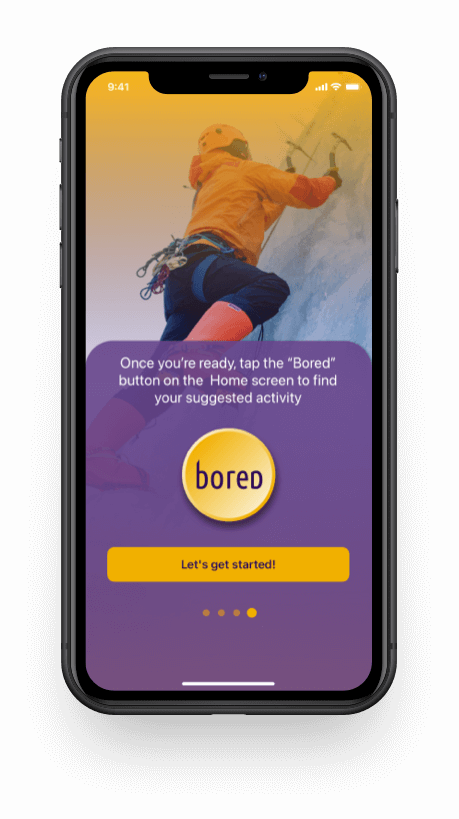 9:41
Once you’re ready, tap the “Bored”
button on the  Home screen to find
your suggested activity
boreD
Let's get started!